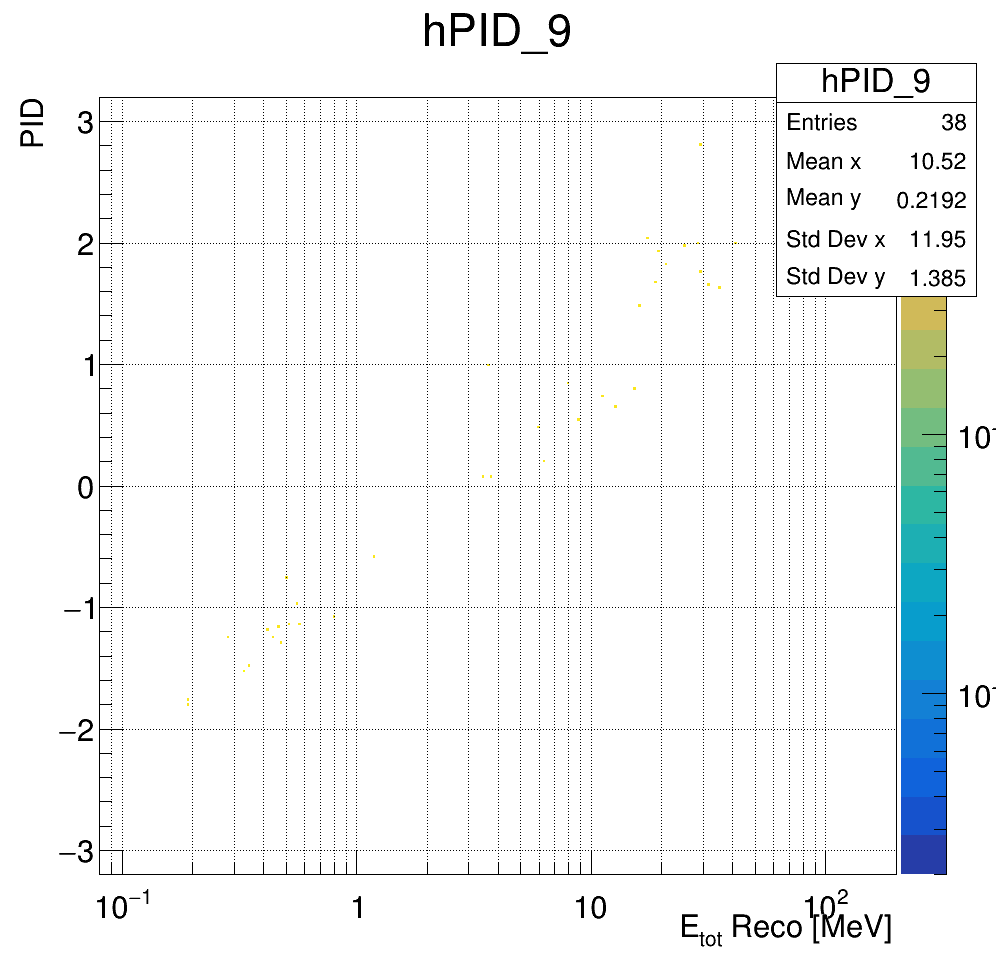 hPID_9
hPID_9
Entries 38
Mean x 10.52
Mean y 0.2192
Std Dev x 11.95
Std Dev y 1.385
PID
3
2
1
0
−1
−2
−3
10⁻
10⁻
10⁻¹ 1 10 10²
E_tot Reco [MeV]